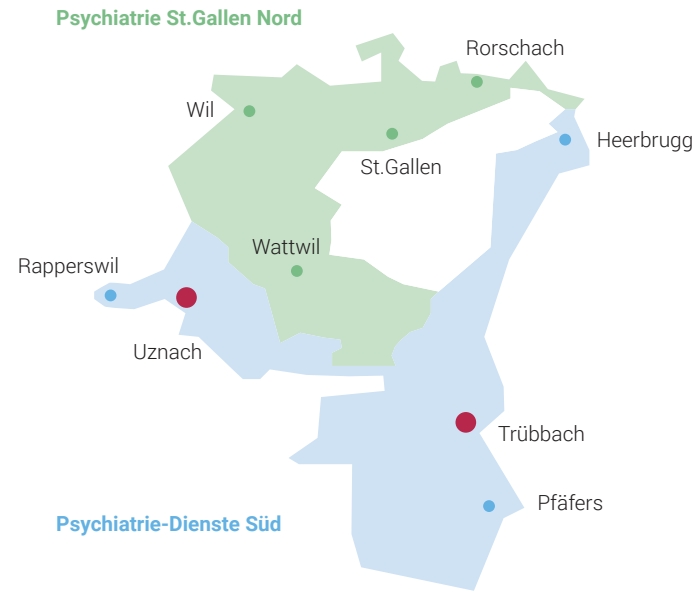 Psychiatrie St.Gallen Nord
Rorschach
Wil
Heerbrugg
St.Gallen
Wattwil
Rapperswil
Uznach
Trübbach
Pfäfers
Psychiatrie-Dienste Süd